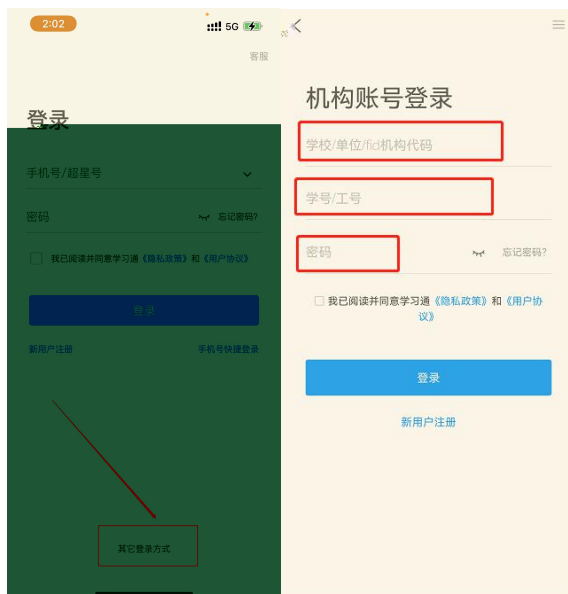 2:02
5G
客服
登录
手机号/超星号
密码
忘记密码?
我已阅读并同意学习通《隐私政策》和《用户协议》
登录
新用户注册
手机号快捷登录
其它登录方式
机构账号登录
学校/单位/fid机构代码
学号/工号
密码
忘记密码?
我已阅读并同意学习通《隐私政策》和《用户协
议》
登录
新用户注册